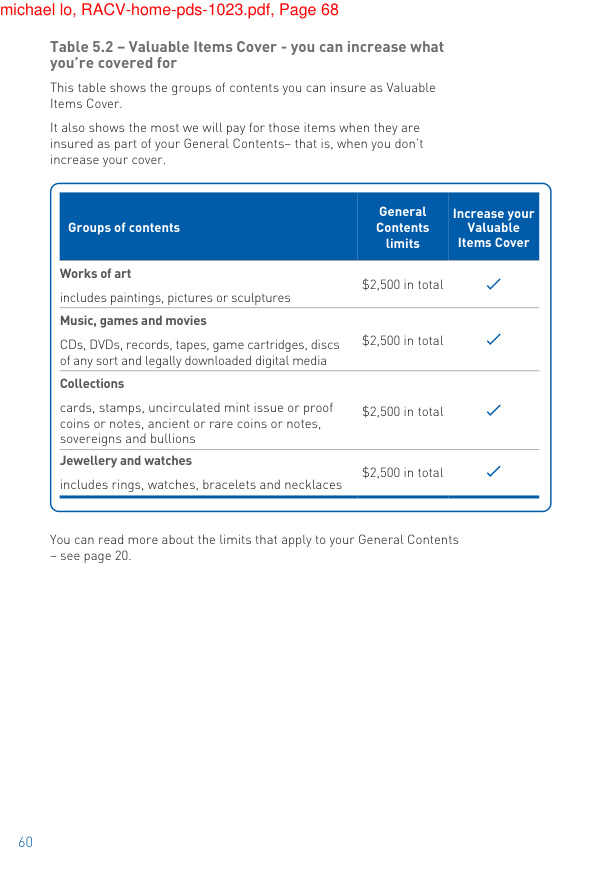 michael lo, RACV-home-pds-1023.pdf, Page 68
Table 5.2 – Valuable Items Cover - you can increase what
you’re covered for
This table shows the groups of contents you can insure as Valuable
Items Cover.
It also shows the most we will pay for those items when they are
insured as part of your General Contents– that is, when you don’t
increase your cover.
Groups of contents
General
Contents
limits
Increase your
Valuable
Items Cover
Works of art
includes paintings, pictures or sculptures
$2,500 in total ✓
Music, games and movies
CDs, DVDs, records, tapes, game cartridges, discs
of any sort and legally downloaded digital media
$2,500 in total ✓
Collections
cards, stamps, uncirculated mint issue or proof
coins or notes, ancient or rare coins or notes,
sovereigns and bullions
$2,500 in total ✓
Jewellery and watches
includes rings, watches, bracelets and necklaces
$2,500 in total ✓
You can read more about the limits that apply to your General Contents
– see page 20.
60